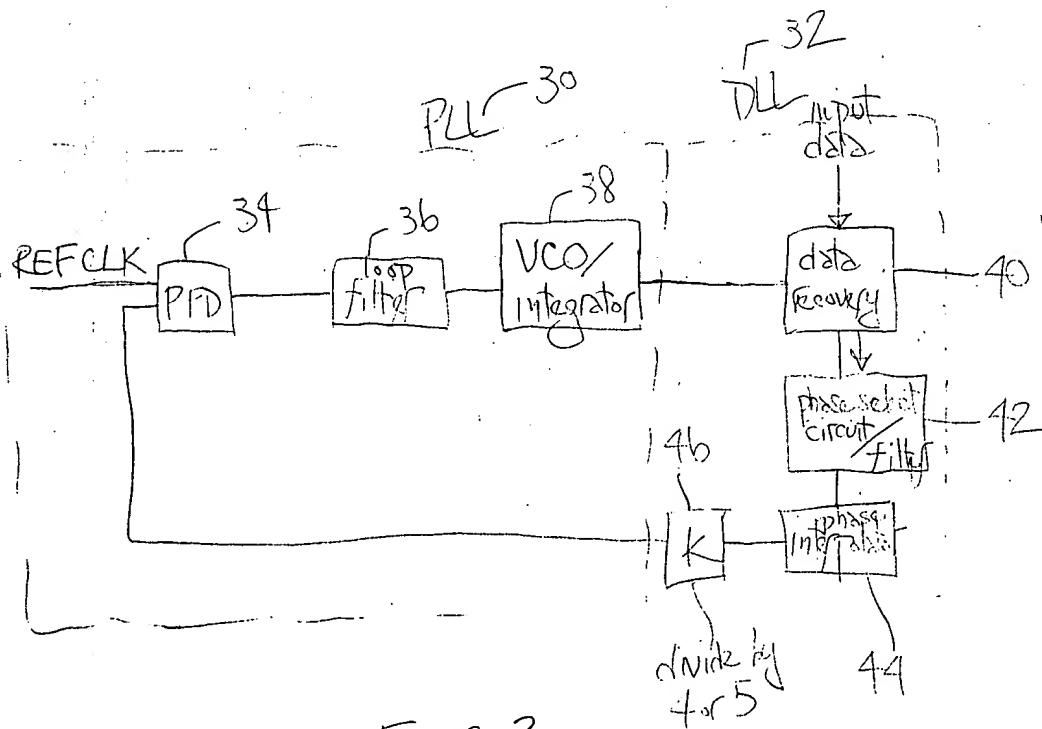 32
DLL
PLL
30
input
data
34
36
38
REFCLK
PFD
loop
filter
VCO/
integrator
data
recovery
40
phase select
circuit/
filter
42
46
K
phase
44
divide by
4 or 5